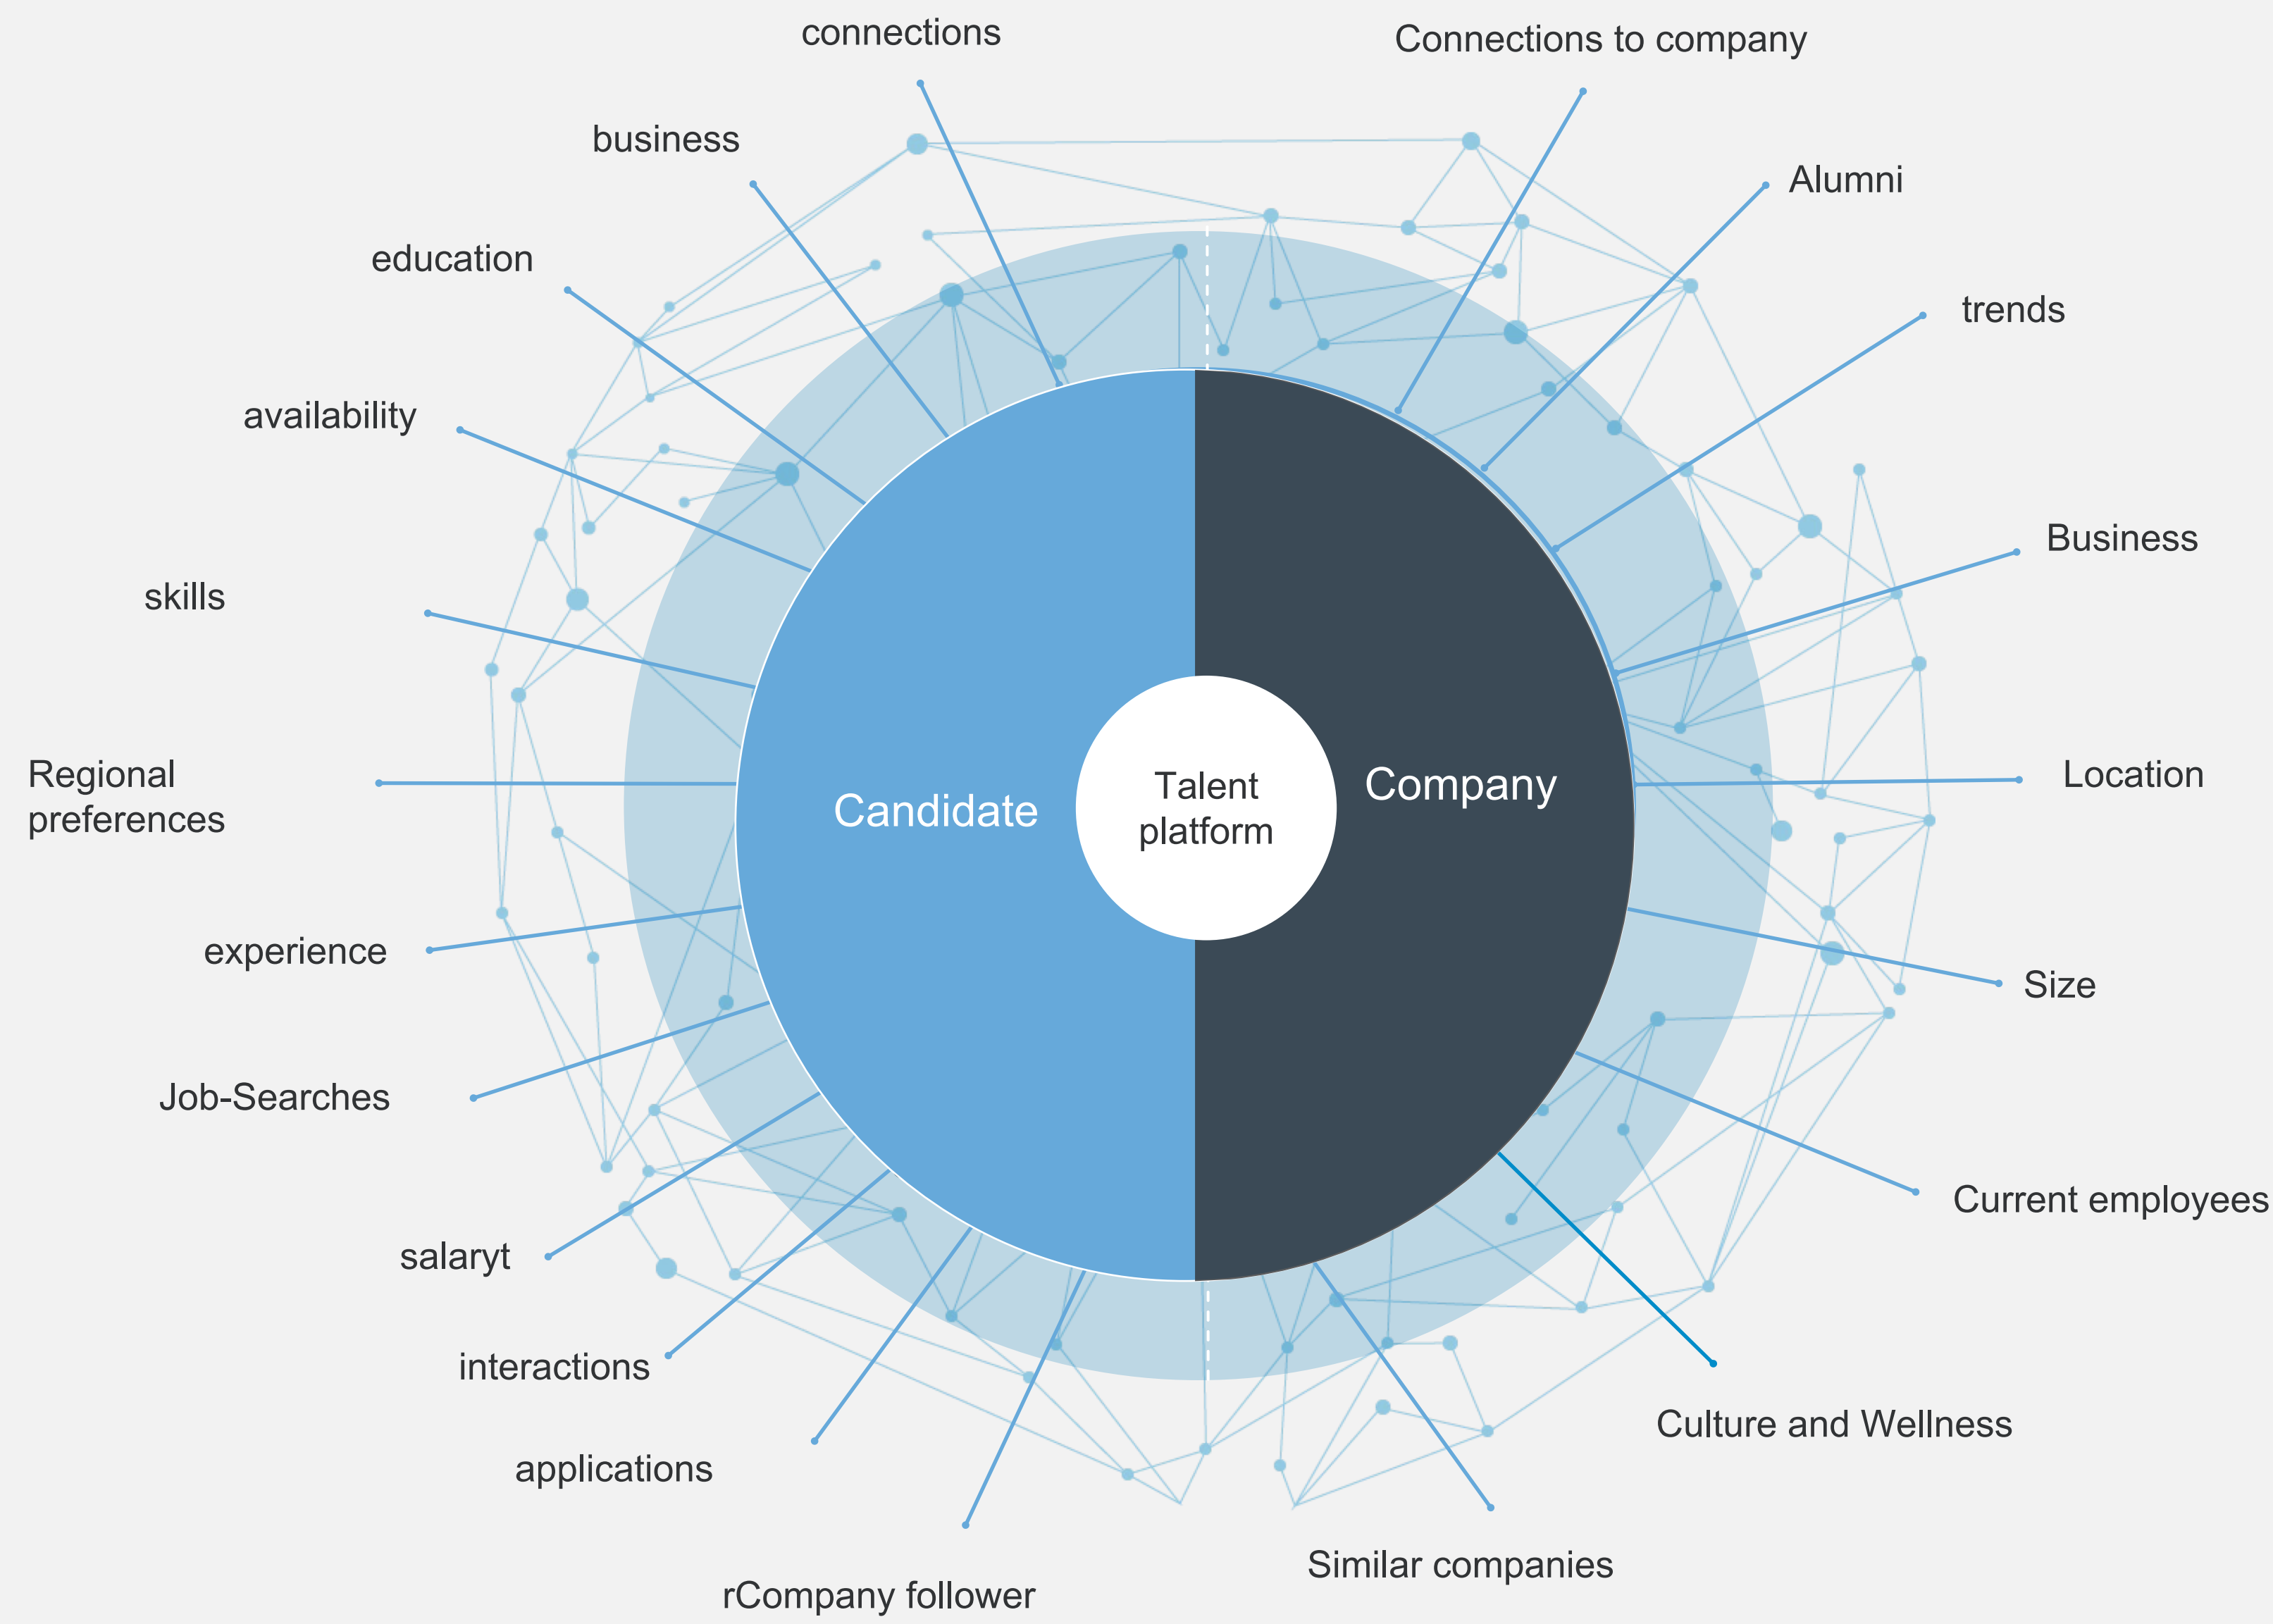 connections
Connections to company
business
Alumni
education
trends
availability
Business
skills
Regional
preferences
Candidate
Talent
platform
Company
Location
experience
Size
Job-Searches
Current employees
salaryt
interactions
Culture and Wellness
applications
Similar companies
rCompany follower